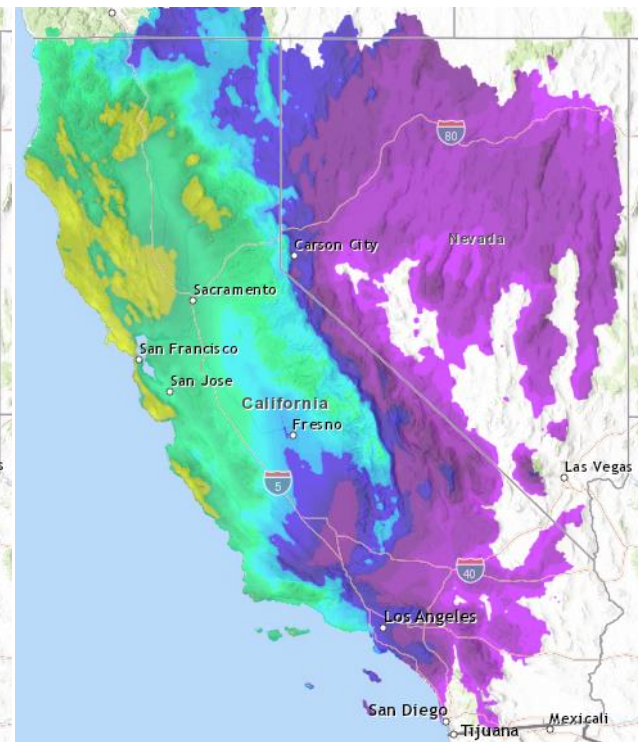 80
Nevada
Carson City
Sacramento
San Francisco
San Jose
California
Fresno
5
Las Vegas
40
Los Angeles
San Diego
Tijuana
Mexicali